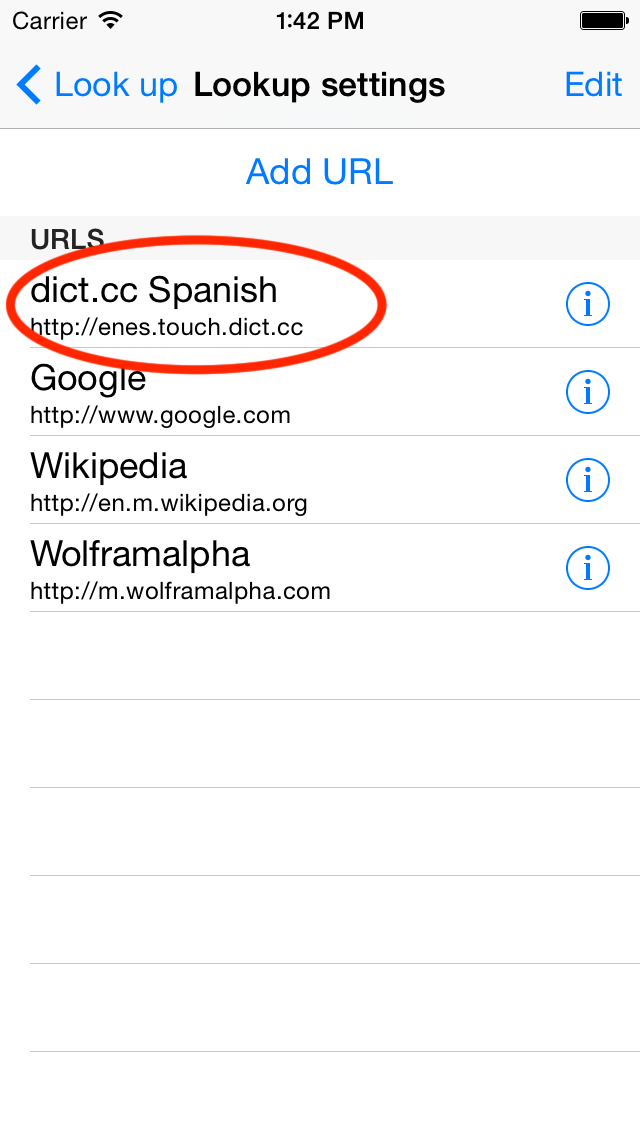 Carrier 1:42 PM
Look up Lookup settings Edit
Add URL
URLS
dict.cc Spanish
http://enes.touch.dict.cc
Google
http://www.google.com
Wikipedia
http://en.m.wikipedia.org
Wolframalpha
http://m.wolframalpha.com